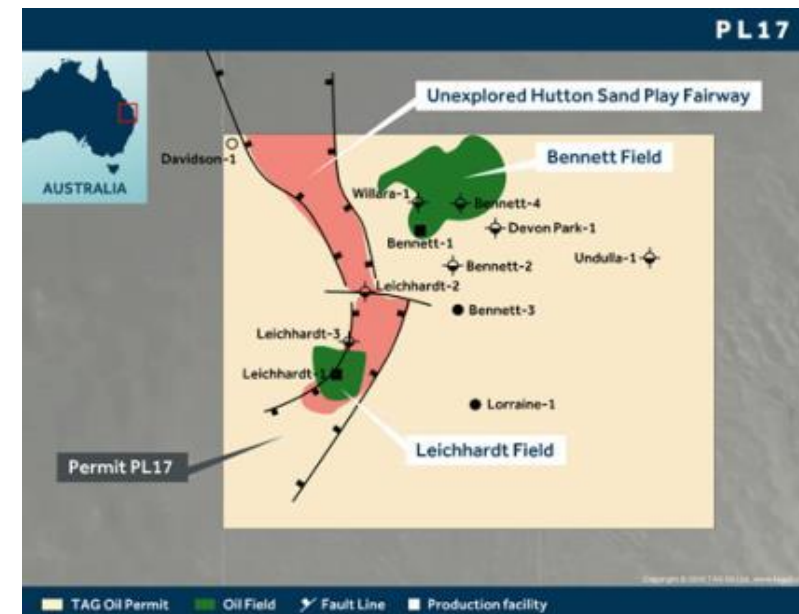 PL17
AUSTRALIA
Unexplored Hutton Sand Play Fairway
Davidson-1
Bennett Field
Willara-1
Bennett-4
Devon Park-1
Bennett-1
Undulla-1
Bennett-2
Leichhardt-2
Bennett-3
Leichhardt-3
Leichhardt-1
Lorraine-1
Leichhardt Field
Permit PL17
TAG Oil Permit
Oil Field
Fault Line
Production facility